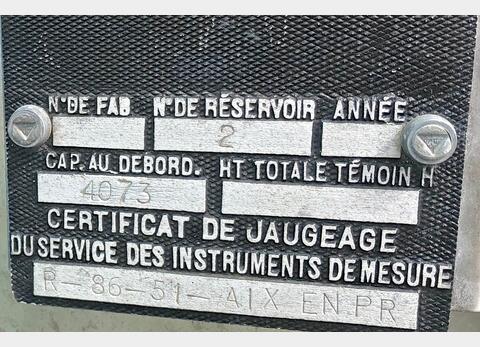 N° DE FAB N° DE RÉSERVOIR ANNÉE
2
CAP. AU DEBORD. HT TOTALE TÉMOIN H
4073
CERTIFICAT DE JAUGEAGE
DU SERVICE DES INSTRUMENTS DE MESURE
R-86-51-AIX EN PR